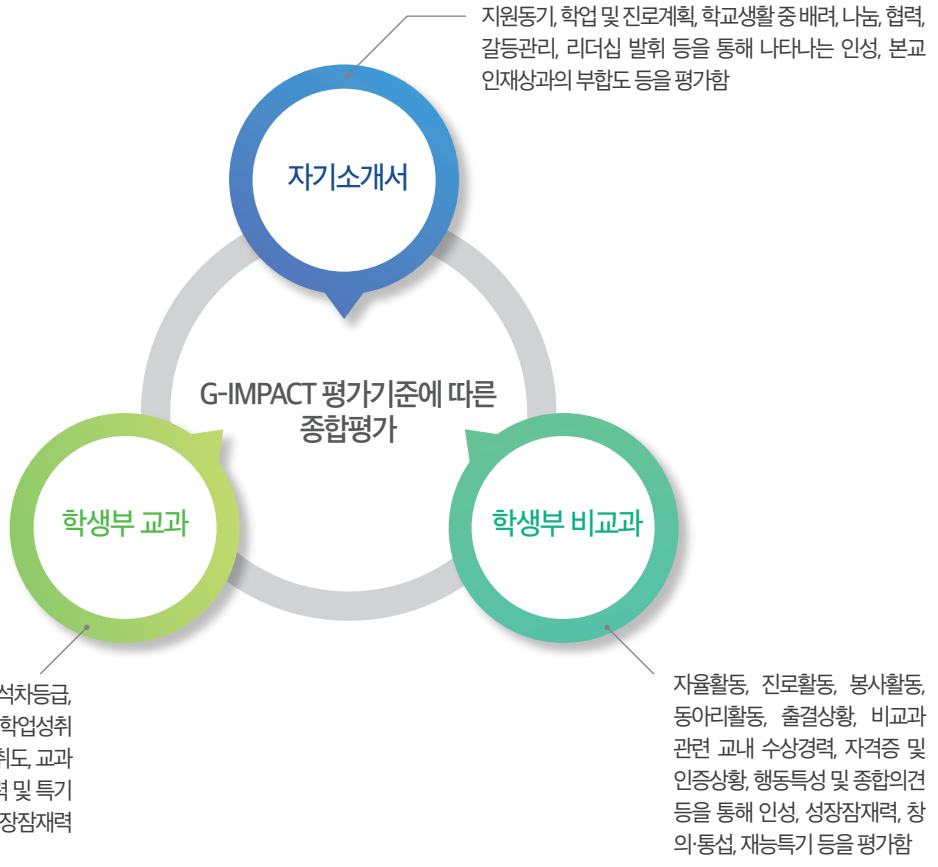 지원동기, 학업 및 진로계획, 학교생활 중 배려, 나눔, 협력,
갈등관리, 리더십 발휘 등을 통해 나타나는 인성, 본교
인재상과의 부합도 등을 평가함
자기소개서
G-IMPACT 평가기준에 따른
종합평가
학생부 교과
학생부 비교과
석차등급,
학업성취
취도, 교과
력 및 특기
장잠재력
자율활동, 진로활동, 봉사활동,
동아리활동, 출결상황, 비교과
관련 교내 수상경력, 자격증 및
인증상황, 행동특성 및 종합의견
등을 통해 인성, 성장잠재력, 창
의·통섭, 재능특기 등을 평가함